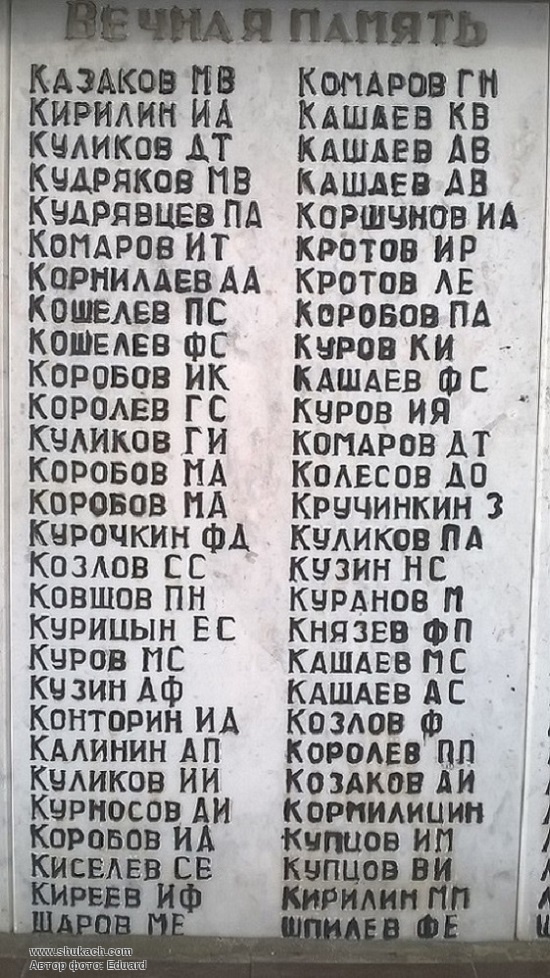 ВЕЧНАЯ ПАМЯТЬ
КАЗАКОВ МВ
КИРИЛИН ИА
КУЛИКОВ ДТ
КУДРЯКОВ МВ
КУДРЯВЦЕВ ПА
КОМАРОВ ИТ
КОРНИЛАЕВ АА
КОШЕЛЕВ ПС
КОШЕЛЕВ ФС
КОРОБОВ ИК
КОРОЛЕВ ГС
КУЛИКОВ ГИ
КОРОБОВ МА
КОРОБОВ МА
КУРОЧКИН ФД
КОЗЛОВ СС
КОВШОВ ПН
КУРИЦЫН ЕС
КУРОВ МС
КУЗИН АФ
КОНТОРИН ИД
КАЛИНИН АП
КУЛИКОВ ИИ
КУРНОСОВ АИ
КОРОБОВ ИА
КИСЕЛЕВ СЕ
КИРЕЕВ ИФ
ШАРОВ МЕ
КОМАРОВ ГН
КАШАЕВ КВ
КАШАЕВ АВ
КАШАЕВ АВ
КОРШУНОВ ИА
КРОТОВ ИР
КРОТОВ ЛЕ
КОРОБОВ ПА
КУРОВ КИ
КАШАЕВ ФС
КУРОВ ИЯ
КОМАРОВ ДТ
КОЛЕСОВ ДО
КРУЧИНКИН З
КУЛИКОВ ПА
КУЗИН НС
КУРАНОВ М
КНЯЗЕВ ФП
КАШАЕВ МС
КАШАЕВ АС
КОЗЛОВ Ф
КОРОЛЕВ ПП
КОЗАКОВ АИ
КОРМИЛИЦИН
КУПЦОВ ИМ
КУПЦОВ ВИ
КИРИЛИН МП
ШПИЛЕВ ФЕ
www.shukach.com
Автор фото: Eduard